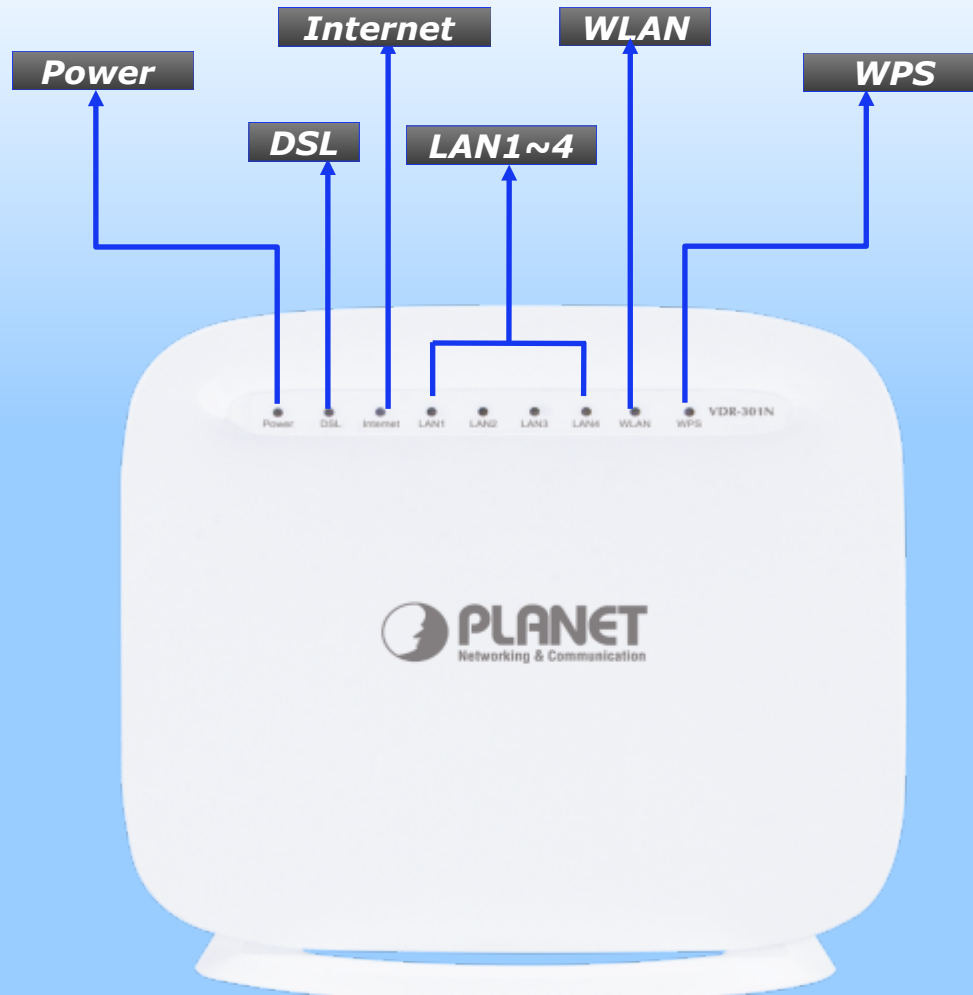 Internet
WLAN
Power
WPS
DSL
LAN1~4
Power DSL Internet LAN1 LAN2 LAN3 LAN4 WLAN WPS VDR-301N
PLANET
Networking & Communication